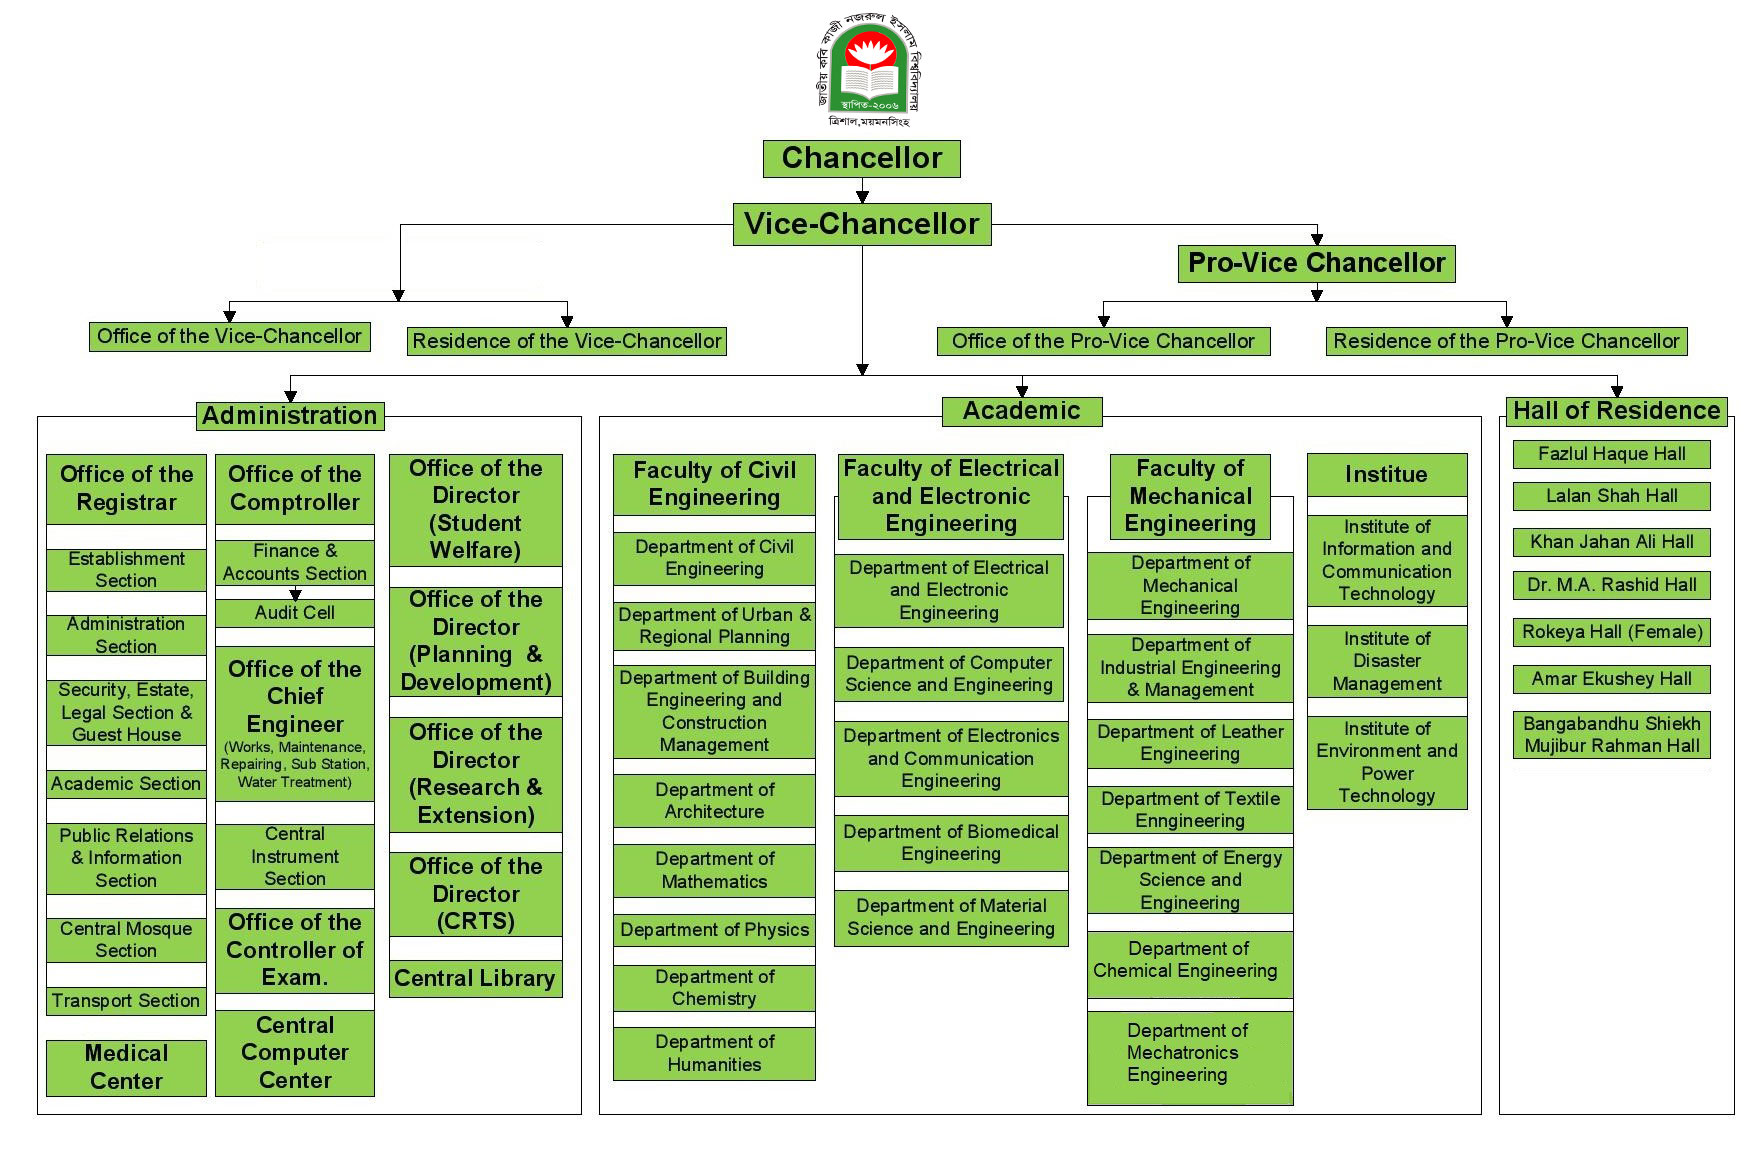 জাতীয় কবি কাজী নজরুল ইসলাম বিশ্ববিদ্যালয়
স্থাপিত-২০০৬
ত্রিশাল,ময়মনসিংহ
Chancellor
Vice-Chancellor
Pro-Vice Chancellor
Office of the Vice-Chancellor
Residence of the Vice-Chancellor
Office of the Pro-Vice Chancellor
Residence of the Pro-Vice Chancellor
Administration
Office of the
Registrar
Establishment
Section
Administration
Section
Security, Estate,
Legal Section &
Guest House
Academic Section
Public Relations
& Information
Section
Central Mosque
Section
Transport Section
Medical
Center
Office of the
Comptroller
Finance &
Accounts Section
Audit Cell
Office of the
Chief
Engineer
(Works, Maintenance,
Repairing, Sub Station,
Water Treatment)
Central
Instrument
Section
Office of the
Controller of
Exam.
Central
Computer
Center
Office of the
Director
(Student
Welfare)
Office of the
Director
(Planning &
Development)
Office of the
Director
(Research &
Extension)
Office of the
Director
(CRTS)
Central Library
Academic
Faculty of Civil
Engineering
Department of Civil
Engineering
Department of Urban &
Regional Planning
Department of Building
Engineering and
Construction
Management
Department of
Architecture
Department of
Mathematics
Department of Physics
Department of
Chemistry
Department of
Humanities
Faculty of Electrical
and Electronic
Engineering
Department of Electrical
and Electronic
Engineering
Department of Computer
Science and Engineering
Department of Electronics
and Communication
Engineering
Department of Biomedical
Engineering
Department of Material
Science and Engineering
Faculty of
Mechanical
Engineering
Department of
Mechanical
Engineering
Department of
Industrial Engineering
& Management
Department of Leather
Engineering
Department of Textile
Enngineering
Department of Energy
Science and
Engineering
Department of
Chemical Engineering
Department of
Mechatronics
Engineering
Institue
Institute of
Information and
Communication
Technology
Institute of
Disaster
Management
Institute of
Environment and
Power
Technology
Hall of Residence
Fazlul Haque Hall
Lalan Shah Hall
Khan Jahan Ali Hall
Dr. M.A. Rashid Hall
Rokeya Hall (Female)
Amar Ekushey Hall
Bangabandhu Shiekh
Mujibur Rahman Hall